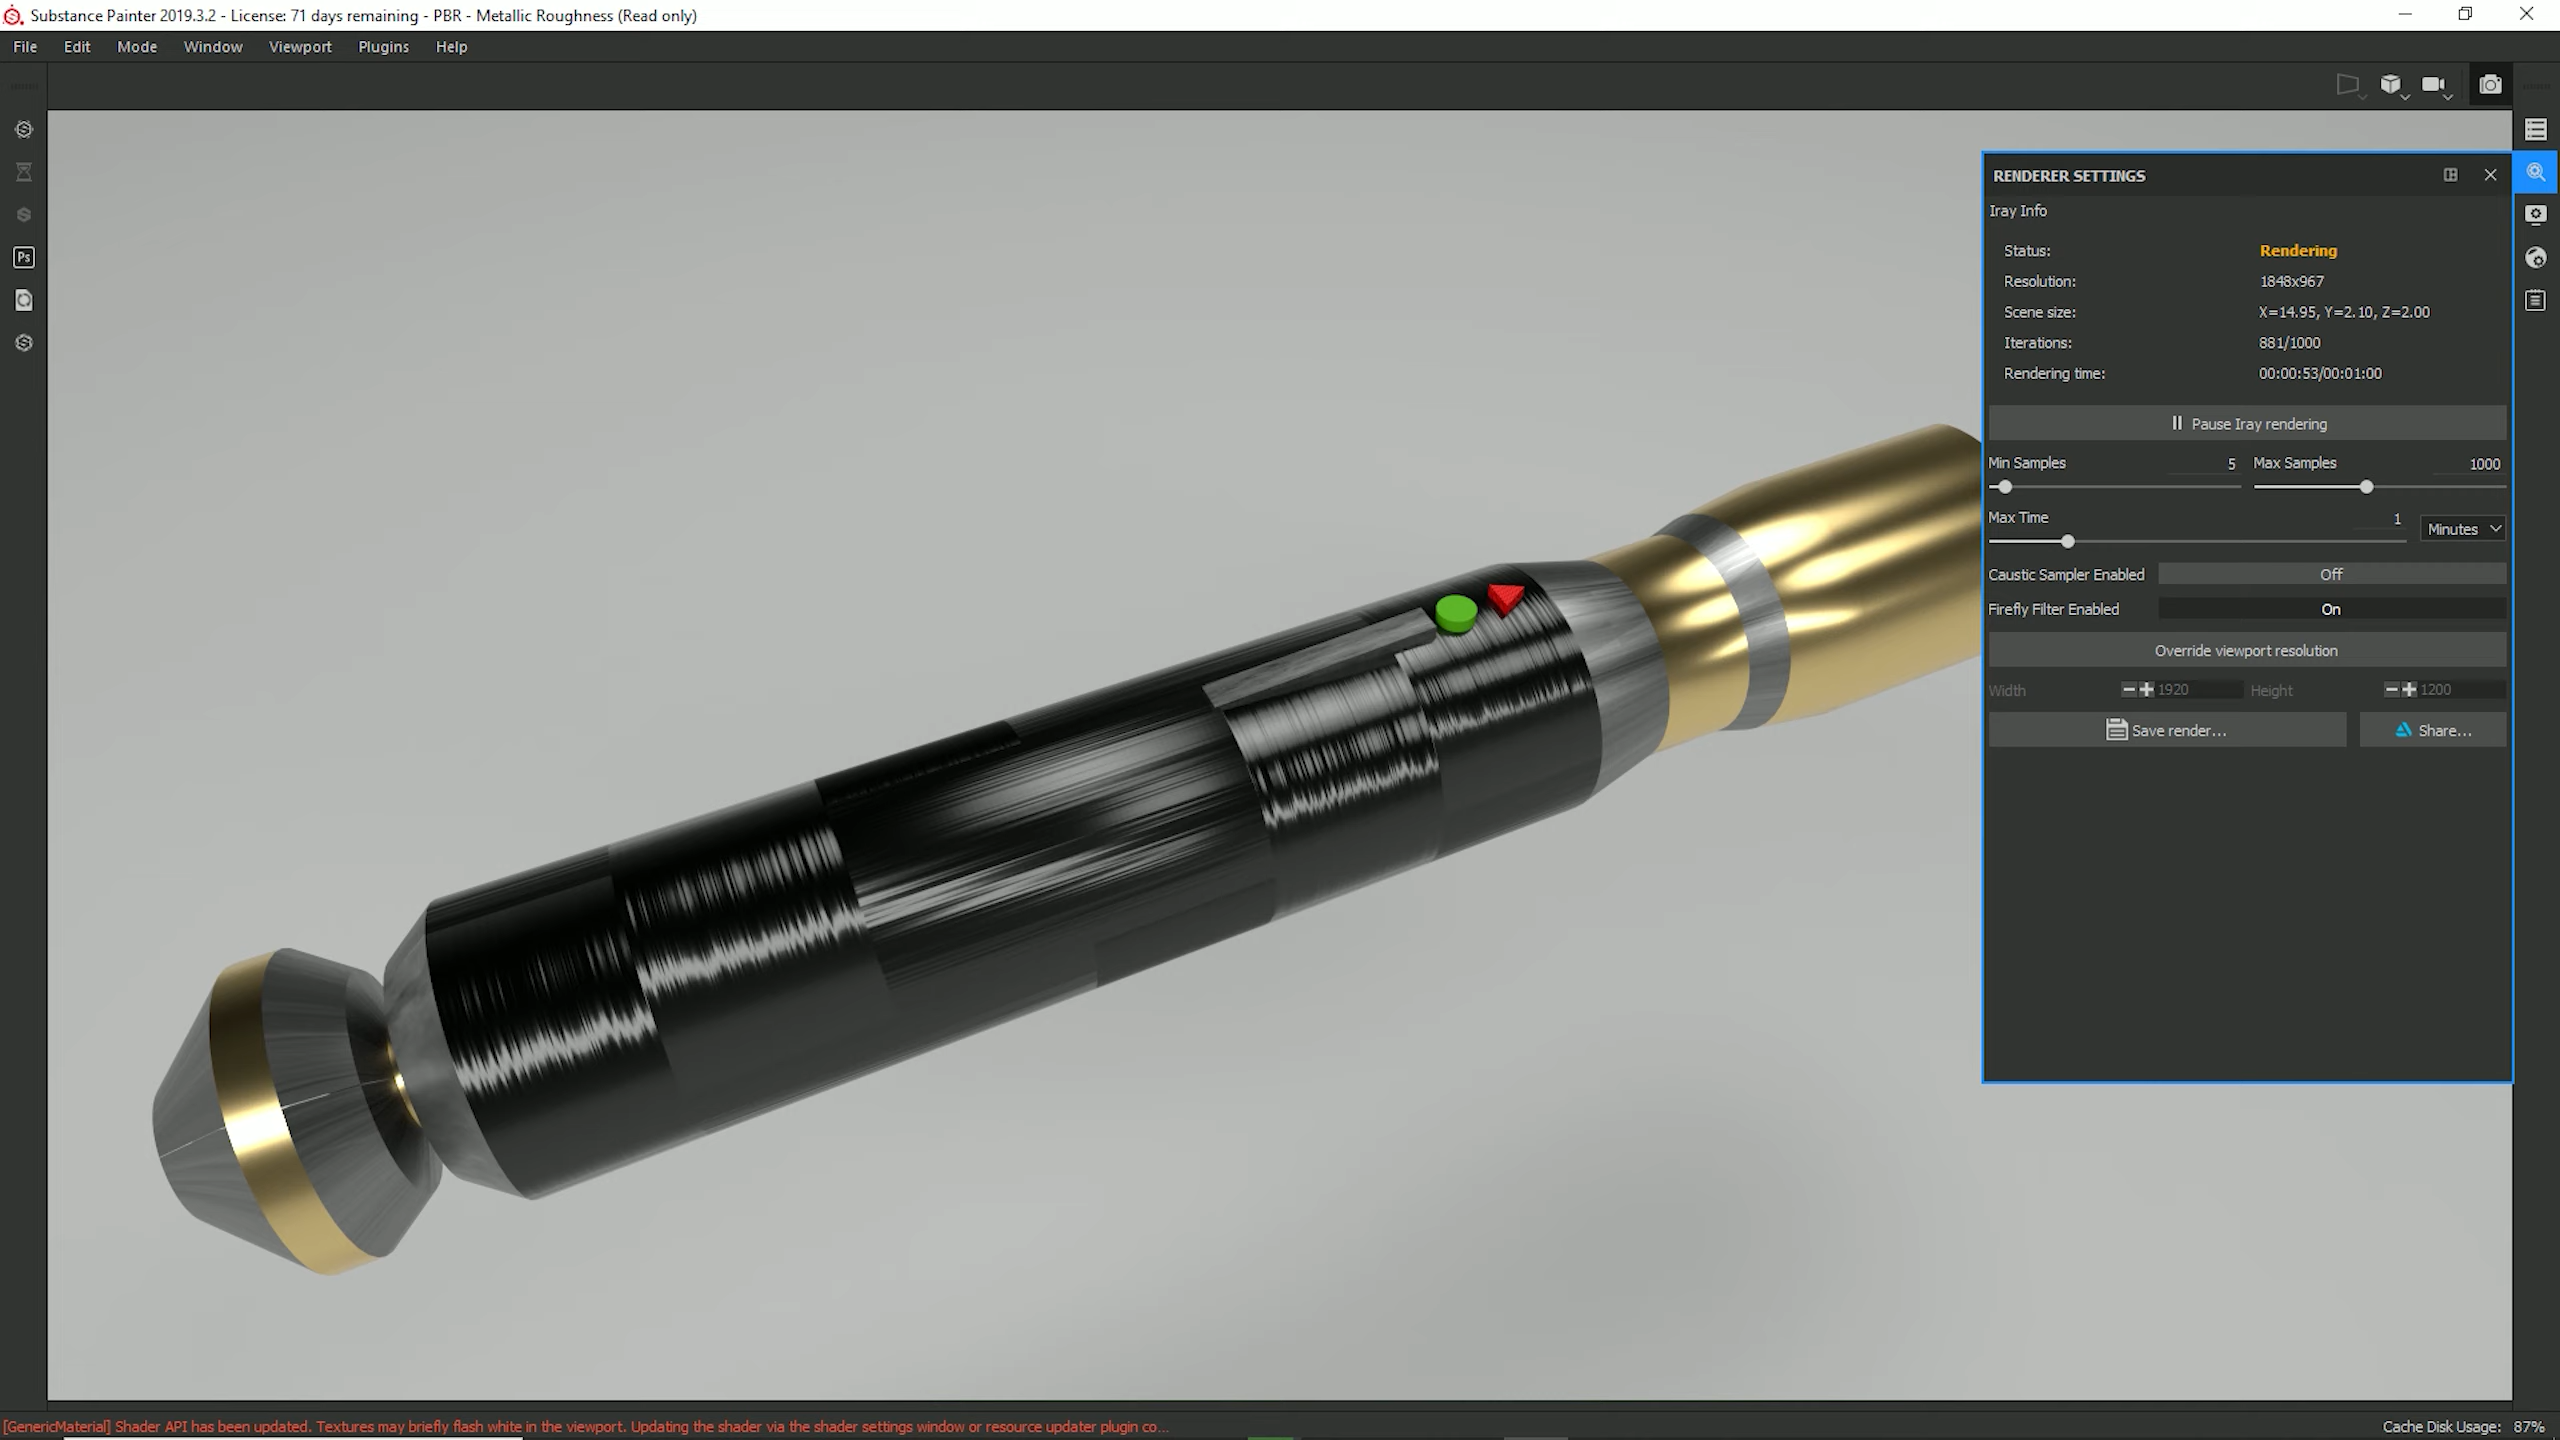 Substance Painter 2019.3.2 - License: 71 days remaining - PBR - Metallic Roughness (Read only)
File Edit Mode Window Viewport Plugins Help
Ps
RENDERER SETTINGS
Iray Info
Status: Rendering
Resolution: 1848x967
Scene size: X=14.95, Y=2.10, Z=2.00
Iterations: 881/1000
Rendering time: 00:00:53/00:01:00
Pause Iray rendering
Min Samples 5 Max Samples 1000
Max Time 1 Minutes
Caustic Sampler Enabled Off
Firefly Filter Enabled On
Override viewport resolution
Width 1920 Height 1200
Save render... Share...
[GenericMaterial] Shader API has been updated. Textures may briefly flash white in the viewport. Updating the shader via the shader settings window or resource updater plugin co... Cache Disk Usage: 87%